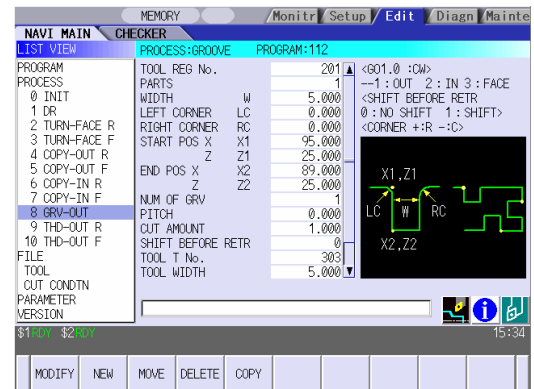 MEMORY Monitr Setup Edit Diagn Mainte
NAVI MAIN CHECKER
LIST VIEW PROCESS:GROOVE PROGRAM:112
PROGRAM
PROCESS
0 INIT
1 DR
2 TURN-FACE R
3 TURN-FACE F
4 COPY-OUT R
5 COPY-OUT F
6 COPY-IN R
7 COPY-IN F
8 GRV-OUT
9 THD-OUT R
10 THD-OUT F
FILE
TOOL
CUT CONDTN
PARAMETER
VERSION
TOOL REG No. 201
PARTS 1
WIDTH W 5.000
LEFT CORNER LC 0.000
RIGHT CORNER RC 0.000
START POS X X1 95.000
Z Z1 25.000
END POS X X2 89.000
Z Z2 25.000
NUM OF GRV 1
PITCH 0.000
CUT AMOUNT 1.000
SHIFT BEFORE RETR 0
TOOL T No. 303
TOOL WIDTH 5.000
<GO1.0 :CW>
--1 : OUT 2 : IN 3 : FACE
<SHIFT BEFORE RETR
0 : NO SHIFT 1 : SHIFT>
<CORNER +:R -:C>
X1,Z1
LC W RC
X2,Z2
$1 RDY $2 RDY 15:34
MODIFY NEW MOVE DELETE COPY